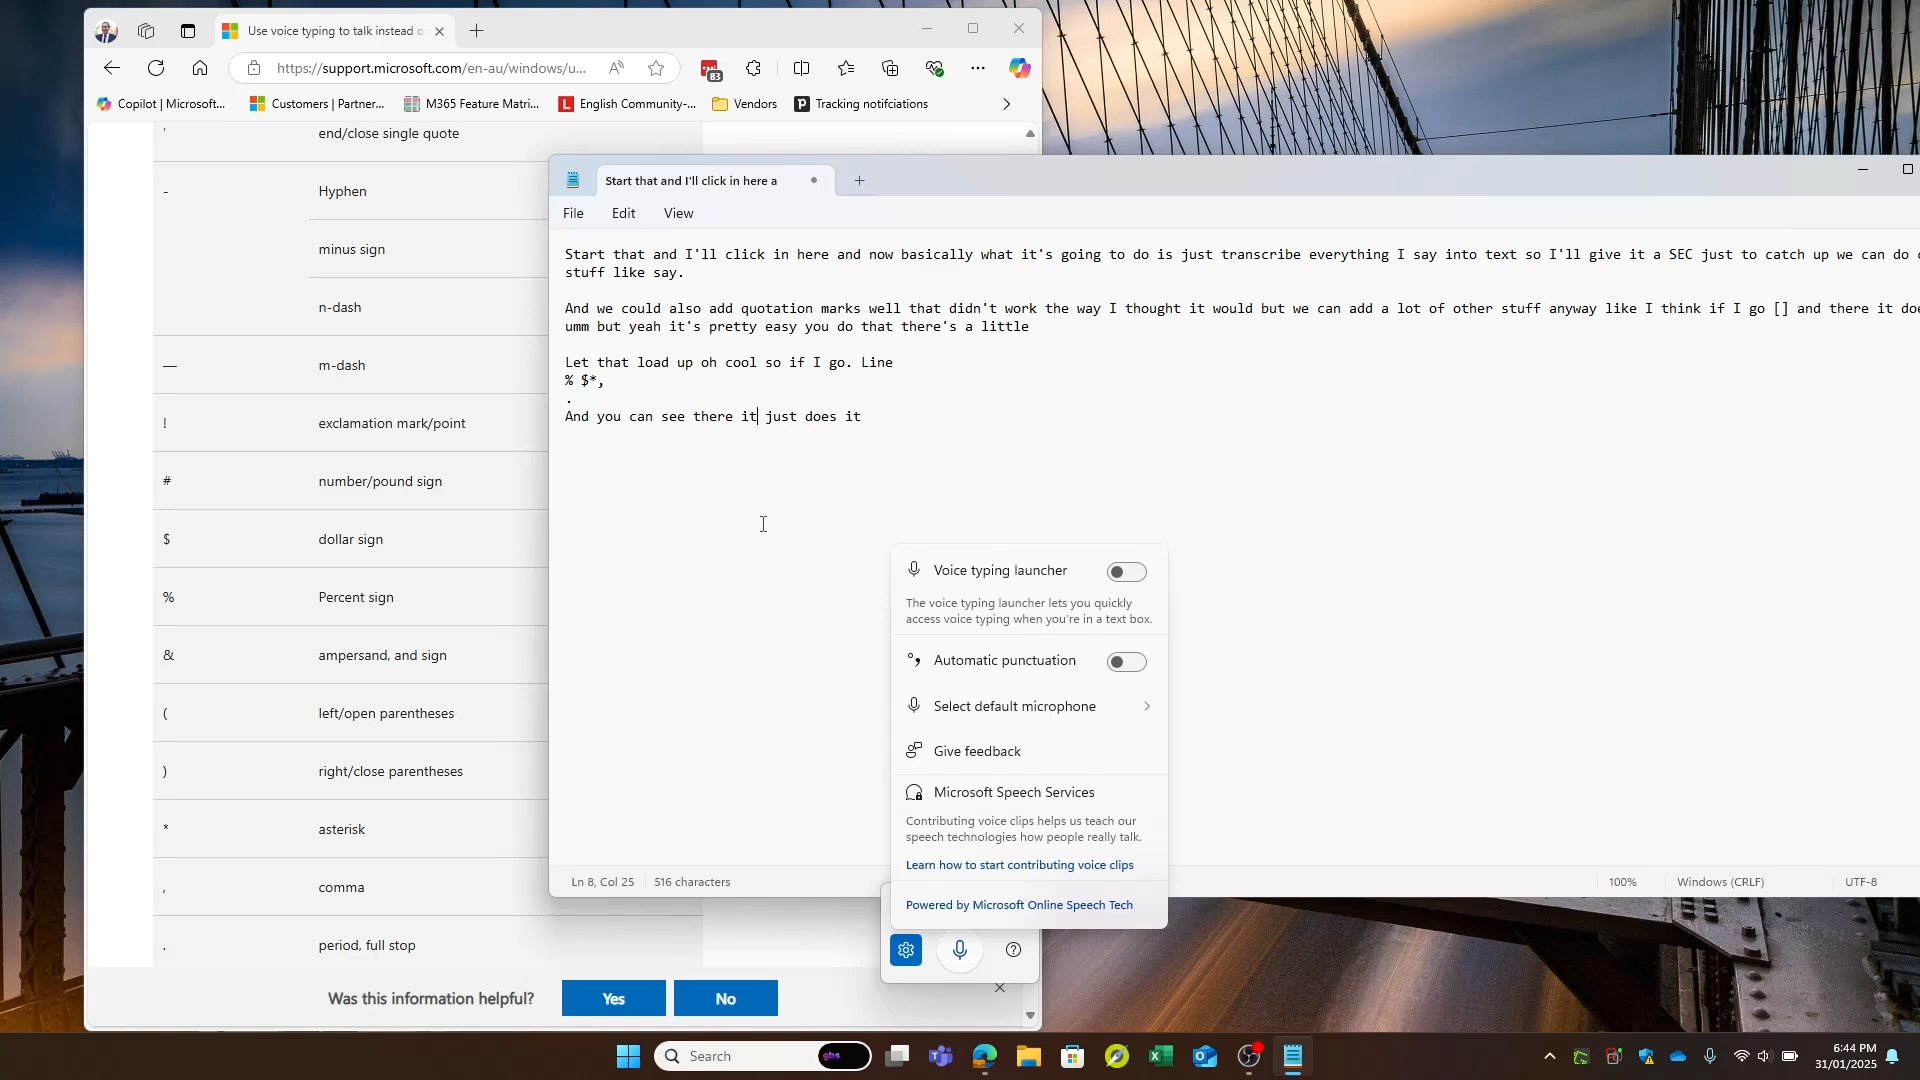 Use voice typing to talk instead o
https://support.microsoft.com/en-au/windows/u...
83
Copilot | Microsoft...
Customers | Partner...
M365 Feature Matri...
English Community-...
Vendors
Tracking notifciations
' end/close single quote
- Hyphen
minus sign
n-dash
— m-dash
! exclamation mark/point
# number/pound sign
$ dollar sign
% Percent sign
& ampersand, and sign
( left/open parentheses
) right/close parentheses
* asterisk
, comma
. period, full stop
Was this information helpful?
Yes
No
Start that and I'll click in here a
File Edit View
Start that and I'll click in here and now basically what it's going to do is just transcribe everything I say into text so I'll give it a SEC just to catch up we can do
stuff like say.
And we could also add quotation marks well that didn't work the way I thought it would but we can add a lot of other stuff anyway like I think if I go [] and there it doe
umm but yeah it's pretty easy you do that there's a little
Let that load up oh cool so if I go. Line
% $*,
.
And you can see there it just does it
Ln 8, Col 25
516 characters
100%
Windows (CRLF)
UTF-8
Voice typing launcher
The voice typing launcher lets you quickly
access voice typing when you're in a text box.
Automatic punctuation
Select default microphone
Give feedback
Microsoft Speech Services
Contributing voice clips helps us teach our
speech technologies how people really talk.
Learn how to start contributing voice clips
Powered by Microsoft Online Speech Tech
Search
gbs
6:44 PM
31/01/2025